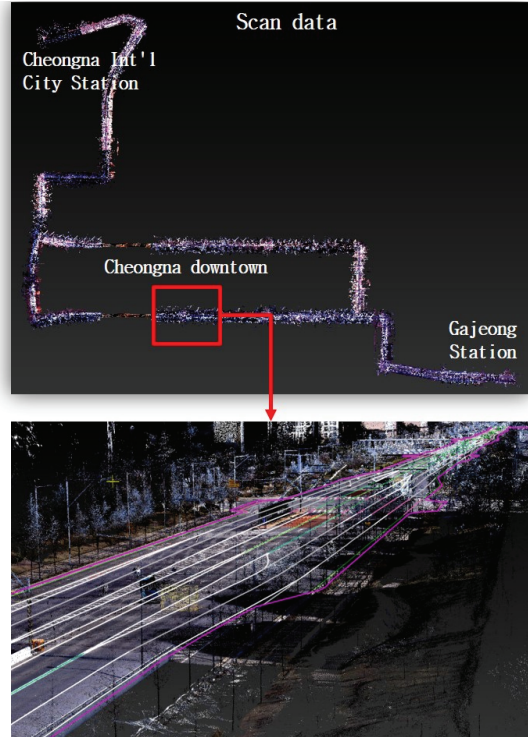 Scan data
Cheongna Int'l
City Station
Cheongna downtown
Gajeong
Station